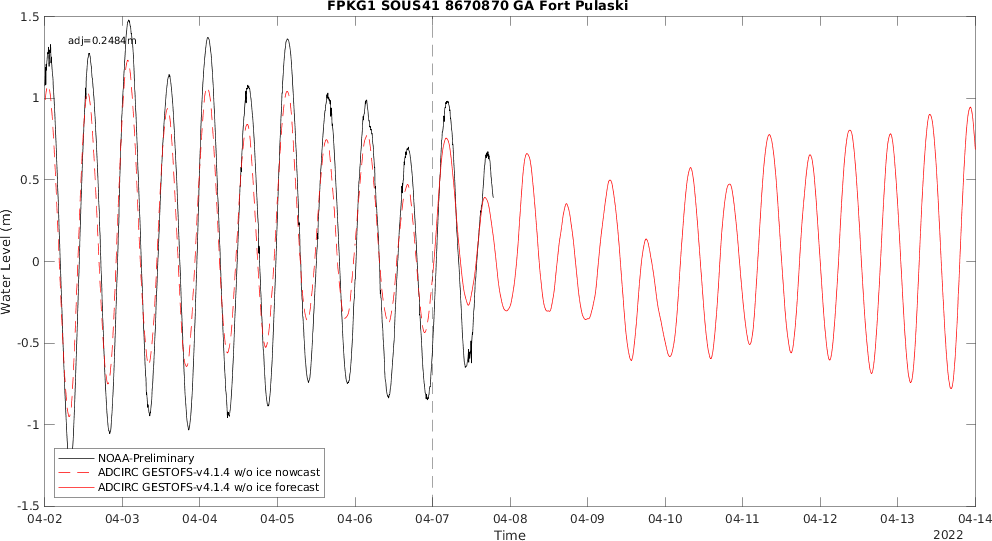 FPKG1 SOUS41 8670870 GA Fort Pulaski
adj=0.2484m
Water Level (m)
1.5
1
0.5
0
-0.5
-1
-1.5
NOAA-Preliminary
ADCIRC GESTOFS-v4.1.4 w/o ice nowcast
ADCIRC GESTOFS-v4.1.4 w/o ice forecast
04-02 04-03 04-04 04-05 04-06 04-07 04-08 04-09 04-10 04-11 04-12 04-13 04-14
Time
2022